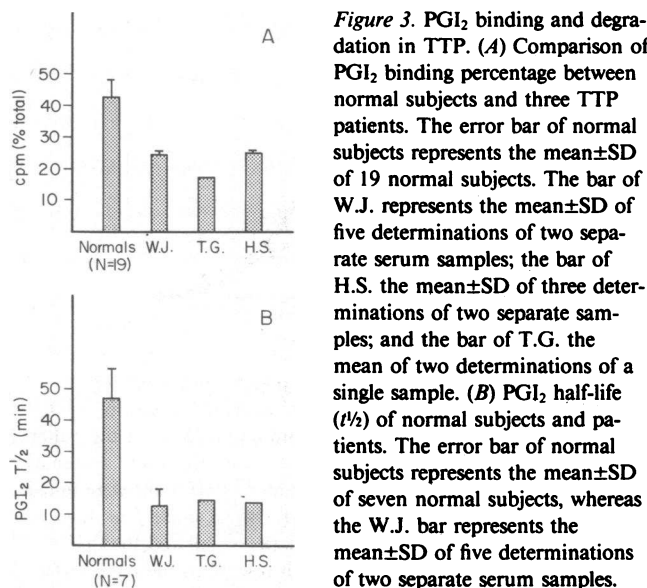 A
cpm (% total)
50
40
30
20
10
Normals W.J. T.G. H.S.
(N=19)
B
PGI₂ T½ (min)
50
40
30
20
10
Normals W.J. T.G. H.S.
(N=7)
Figure 3. PGI₂ binding and degra-
dation in TTP. (A) Comparison of
PGI₂ binding percentage between
normal subjects and three TTP
patients. The error bar of normal
subjects represents the mean±SD
of 19 normal subjects. The bar of
W.J. represents the mean±SD of
five determinations of two sepa-
rate serum samples; the bar of
H.S. the mean±SD of three deter-
minations of two separate sam-
ples; and the bar of T.G. the
mean of two determinations of a
single sample. (B) PGI₂ half-life
(t½) of normal subjects and pa-
tients. The error bar of normal
subjects represents the mean±SD
of seven normal subjects, whereas
the W.J. bar represents the
mean±SD of five determinations
of two separate serum samples.